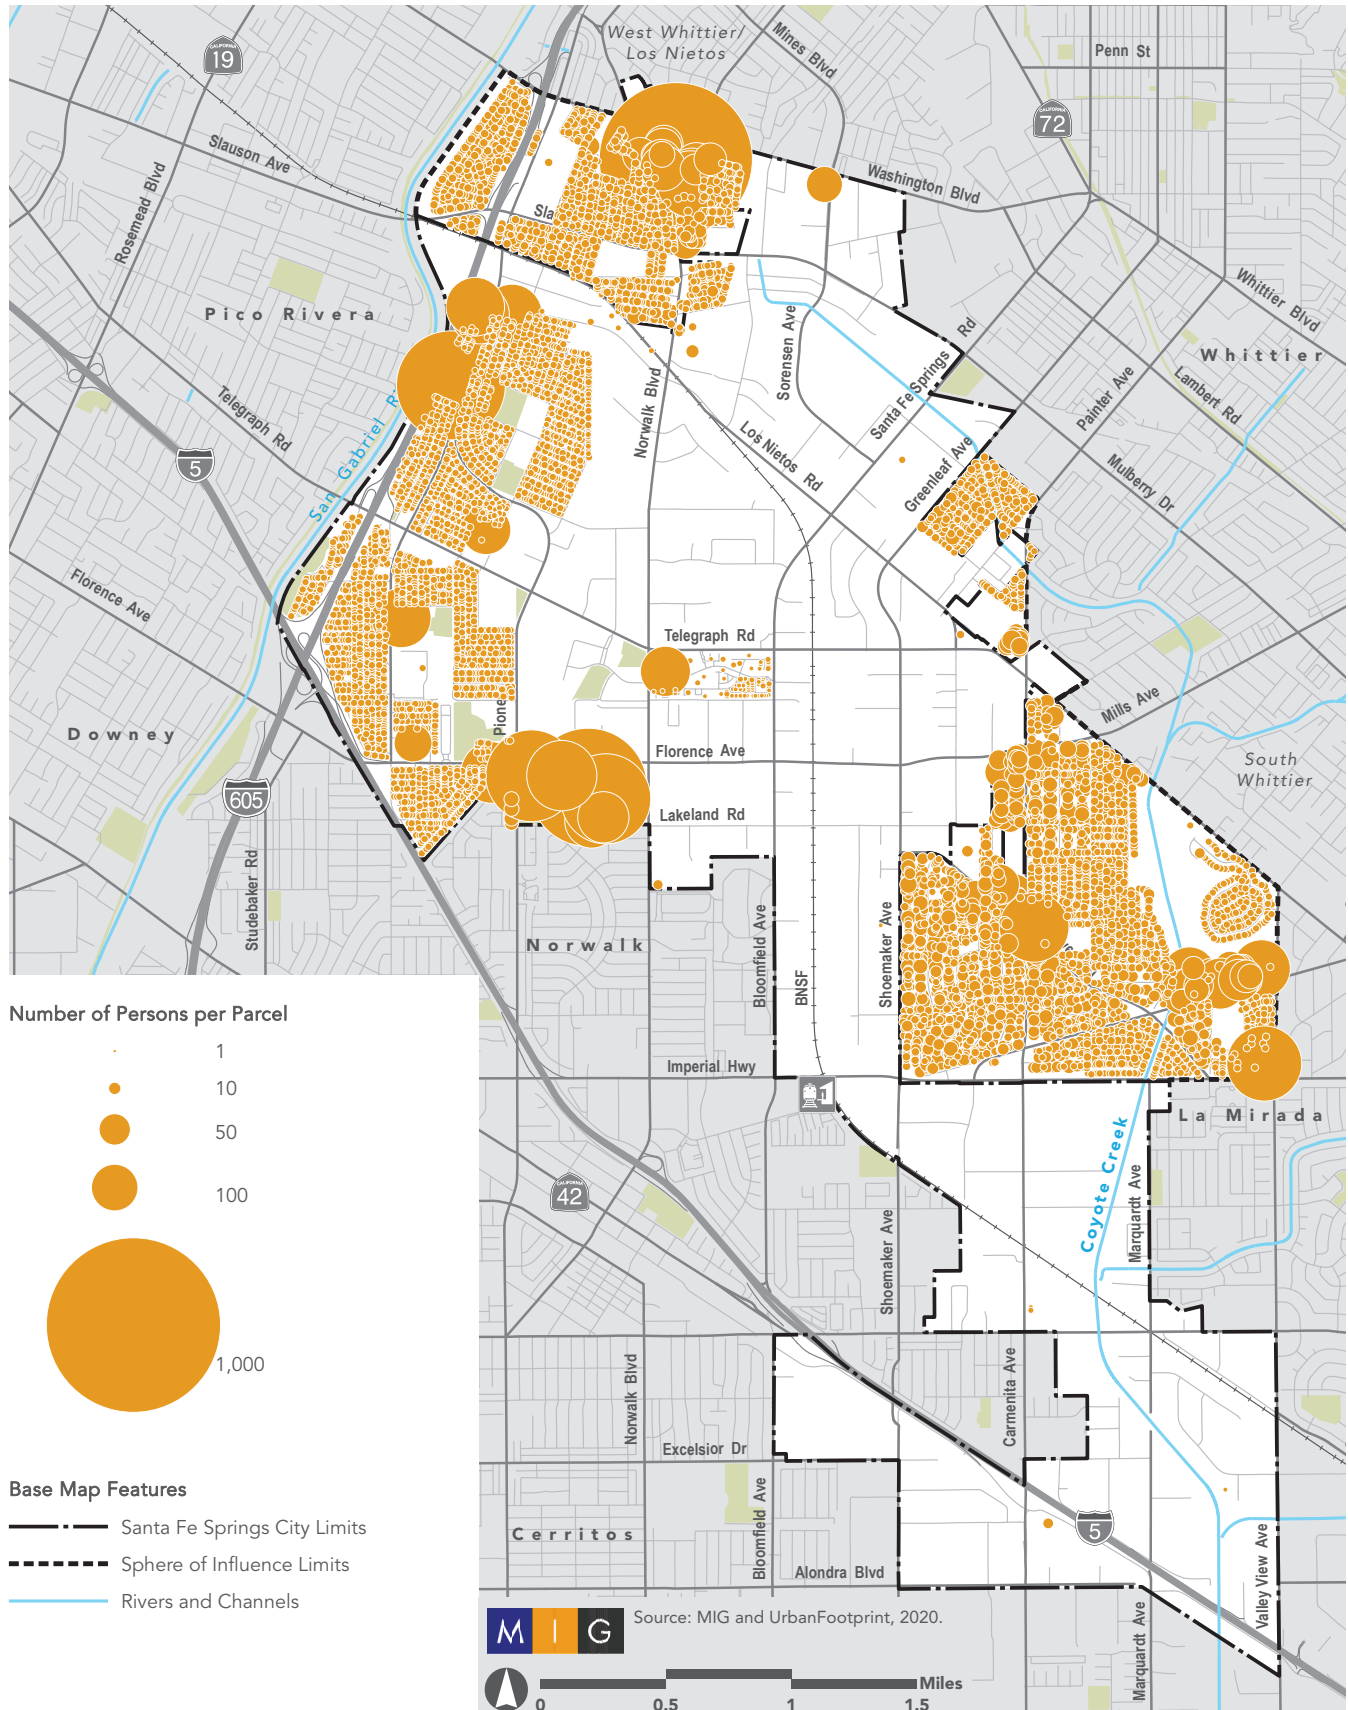 West Whittier/
Los Nietos
Mines Blvd
Penn St
CALIFORNIA
19
CALIFORNIA
72
Slauson Ave
Washington Blvd
Rosemead Blvd
Sla
Whittier Blvd
Pico Rivera
Sorensen Ave
Santa Fe Springs Rd
Whittier
Painter Ave
Lambert Rd
Telegraph Rd
Norwalk Blvd
San Gabriel R
Los Nietos Rd
Greenleaf Ave
Mulberry Dr
5
Florence Ave
Telegraph Rd
Mills Ave
Pione
Downey
Florence Ave
South
Whittier
605
Lakeland Rd
Studebaker Rd
Norwalk
Bloomfield Ave
BNSF
Shoemaker Ave
Imperial Hwy
La Mirada
Coyote Creek
Marquardt Ave
CALIFORNIA
42
Shoemaker Ave
Norwalk Blvd
Carmenita Ave
Excelsior Dr
Bloomfield Ave
Cerritos
5
Valley View Ave
Alondra Blvd
Marquardt Ave
Number of Persons per Parcel
1
10
50
100
1,000
Base Map Features
Santa Fe Springs City Limits
Sphere of Influence Limits
Rivers and Channels
M I G
Source: MIG and UrbanFootprint, 2020.
Miles
0 0.5 1 1.5